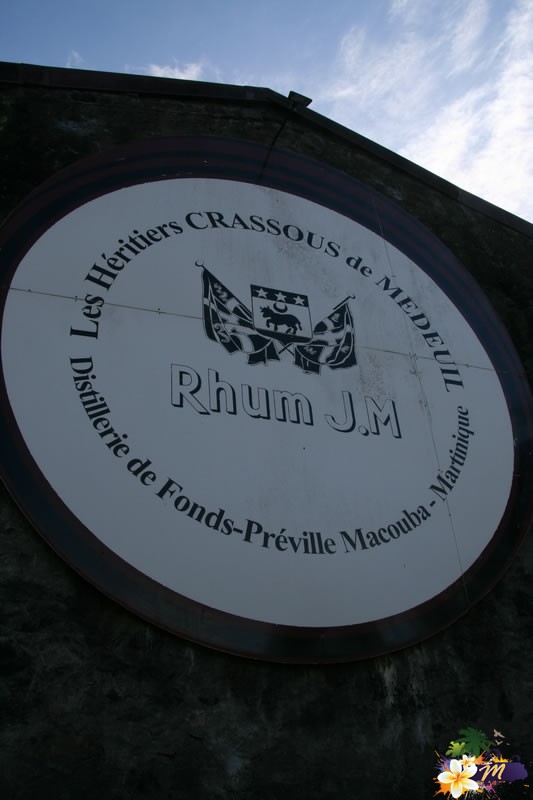 Les Héritiers CRASSOUS de MEDEUIL
Rhum J.M
Distillerie de Fonds-Préville Macouba - Martinique
M